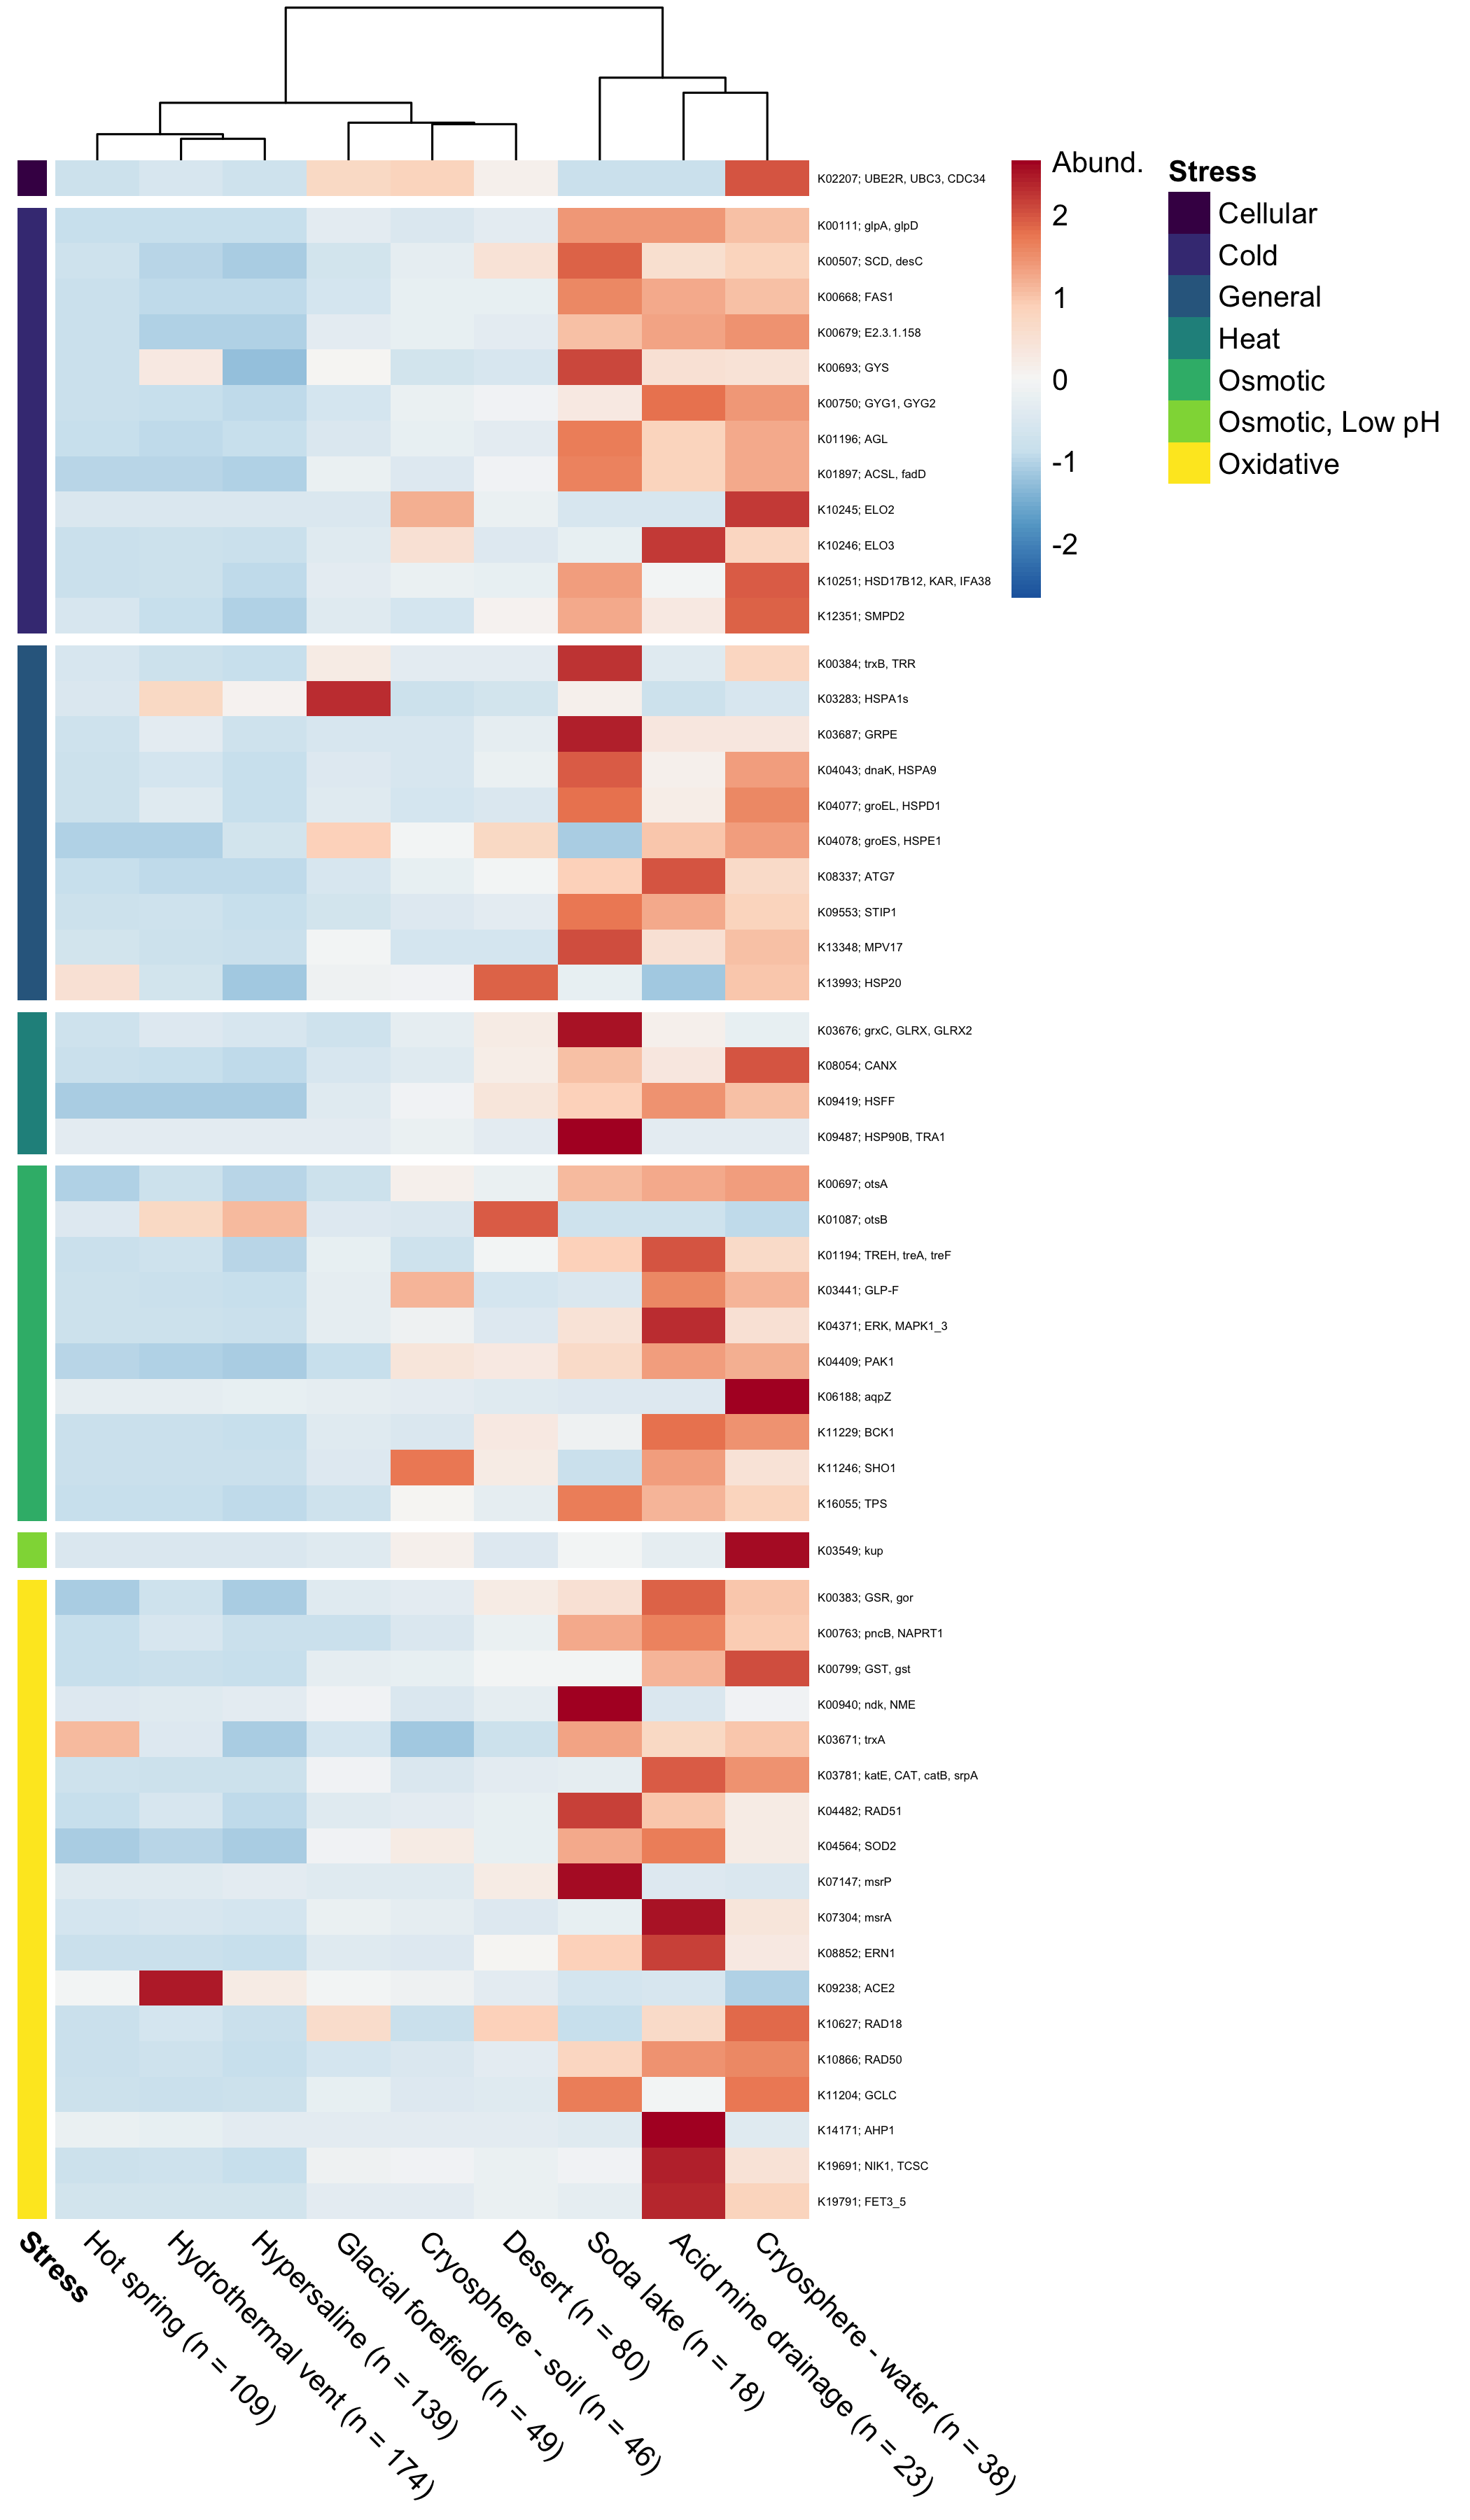 K02207; UBE2R, UBC3, CDC34
K00111; glpA, glpD
K00507; SCD, desC
K00668; FAS1
K00679; E2.3.1.158
K00693; GYS
K00750; GYG1, GYG2
K01196; AGL
K01897; ACSL, fadD
K10245; ELO2
K10246; ELO3
K10251; HSD17B12, KAR, IFA38
K12351; SMPD2
K00384; trxB, TRR
K03283; HSPA1s
K03687; GRPE
K04043; dnaK, HSPA9
K04077; groEL, HSPD1
K04078; groES, HSPE1
K08337; ATG7
K09553; STIP1
K13348; MPV17
K13993; HSP20
K03676; grxC, GLRX, GLRX2
K08054; CANX
K09419; HSFF
K09487; HSP90B, TRA1
K00697; otsA
K01087; otsB
K01194; TREH, treA, treF
K03441; GLP-F
K04371; ERK, MAPK1_3
K04409; PAK1
K06188; aqpZ
K11229; BCK1
K11246; SHO1
K16055; TPS
K03549; kup
K00383; GSR, gor
K00763; pncB, NAPRT1
K00799; GST, gst
K00940; ndk, NME
K03671; trxA
K03781; katE, CAT, catB, srpA
K04482; RAD51
K04564; SOD2
K07147; msrP
K07304; msrA
K08852; ERN1
K09238; ACE2
K10627; RAD18
K10866; RAD50
K11204; GCLC
K14171; AHP1
K19691; NIK1, TCSC
K19791; FET3_5
Abund.
2
1
0
-1
-2
Stress
Cellular
Cold
General
Heat
Osmotic
Osmotic, Low pH
Oxidative
Stress
Hot spring (n = 109)
Hydrothermal vent (n = 174)
Hypersaline (n = 139)
Glacial forefield (n = 49)
Cryosphere - soil (n = 46)
Desert (n = 80)
Soda lake (n = 18)
Acid mine drainage (n = 23)
Cryosphere - water (n = 38)